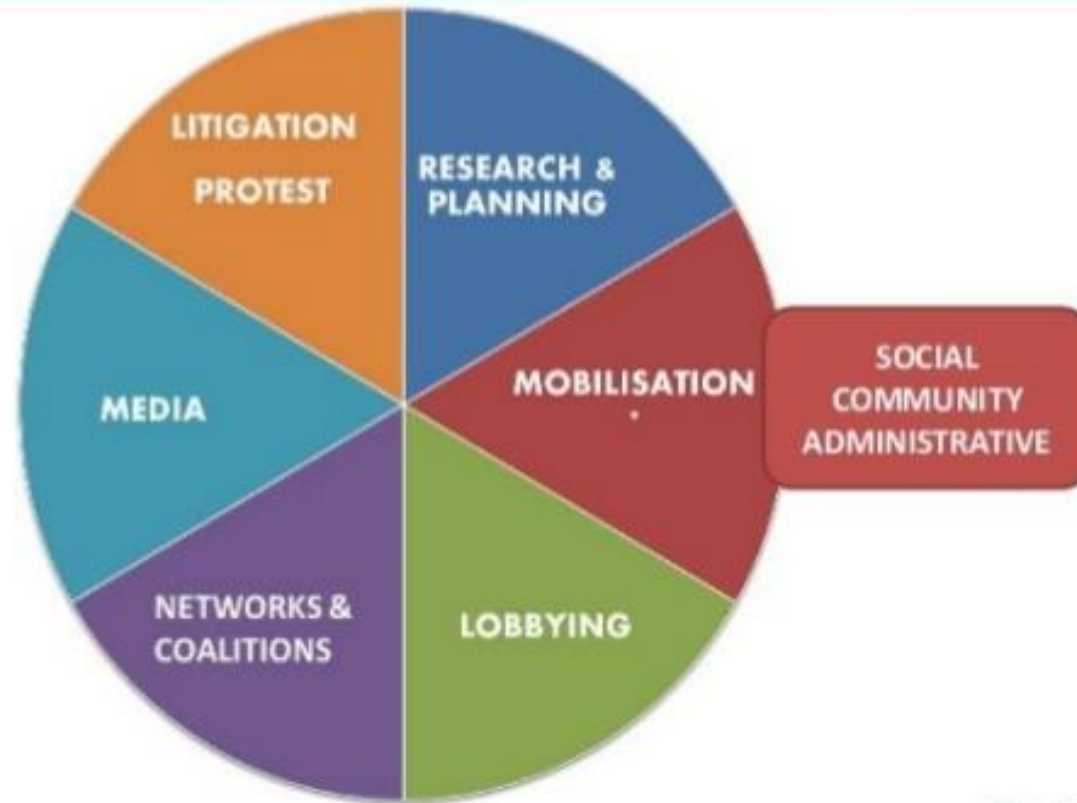 LITIGATION
PROTEST
RESEARCH &
PLANNING
MEDIA
MOBILISATION
SOCIAL
COMMUNITY
ADMINISTRATIVE
NETWORKS &
COALITIONS
LOBBYING